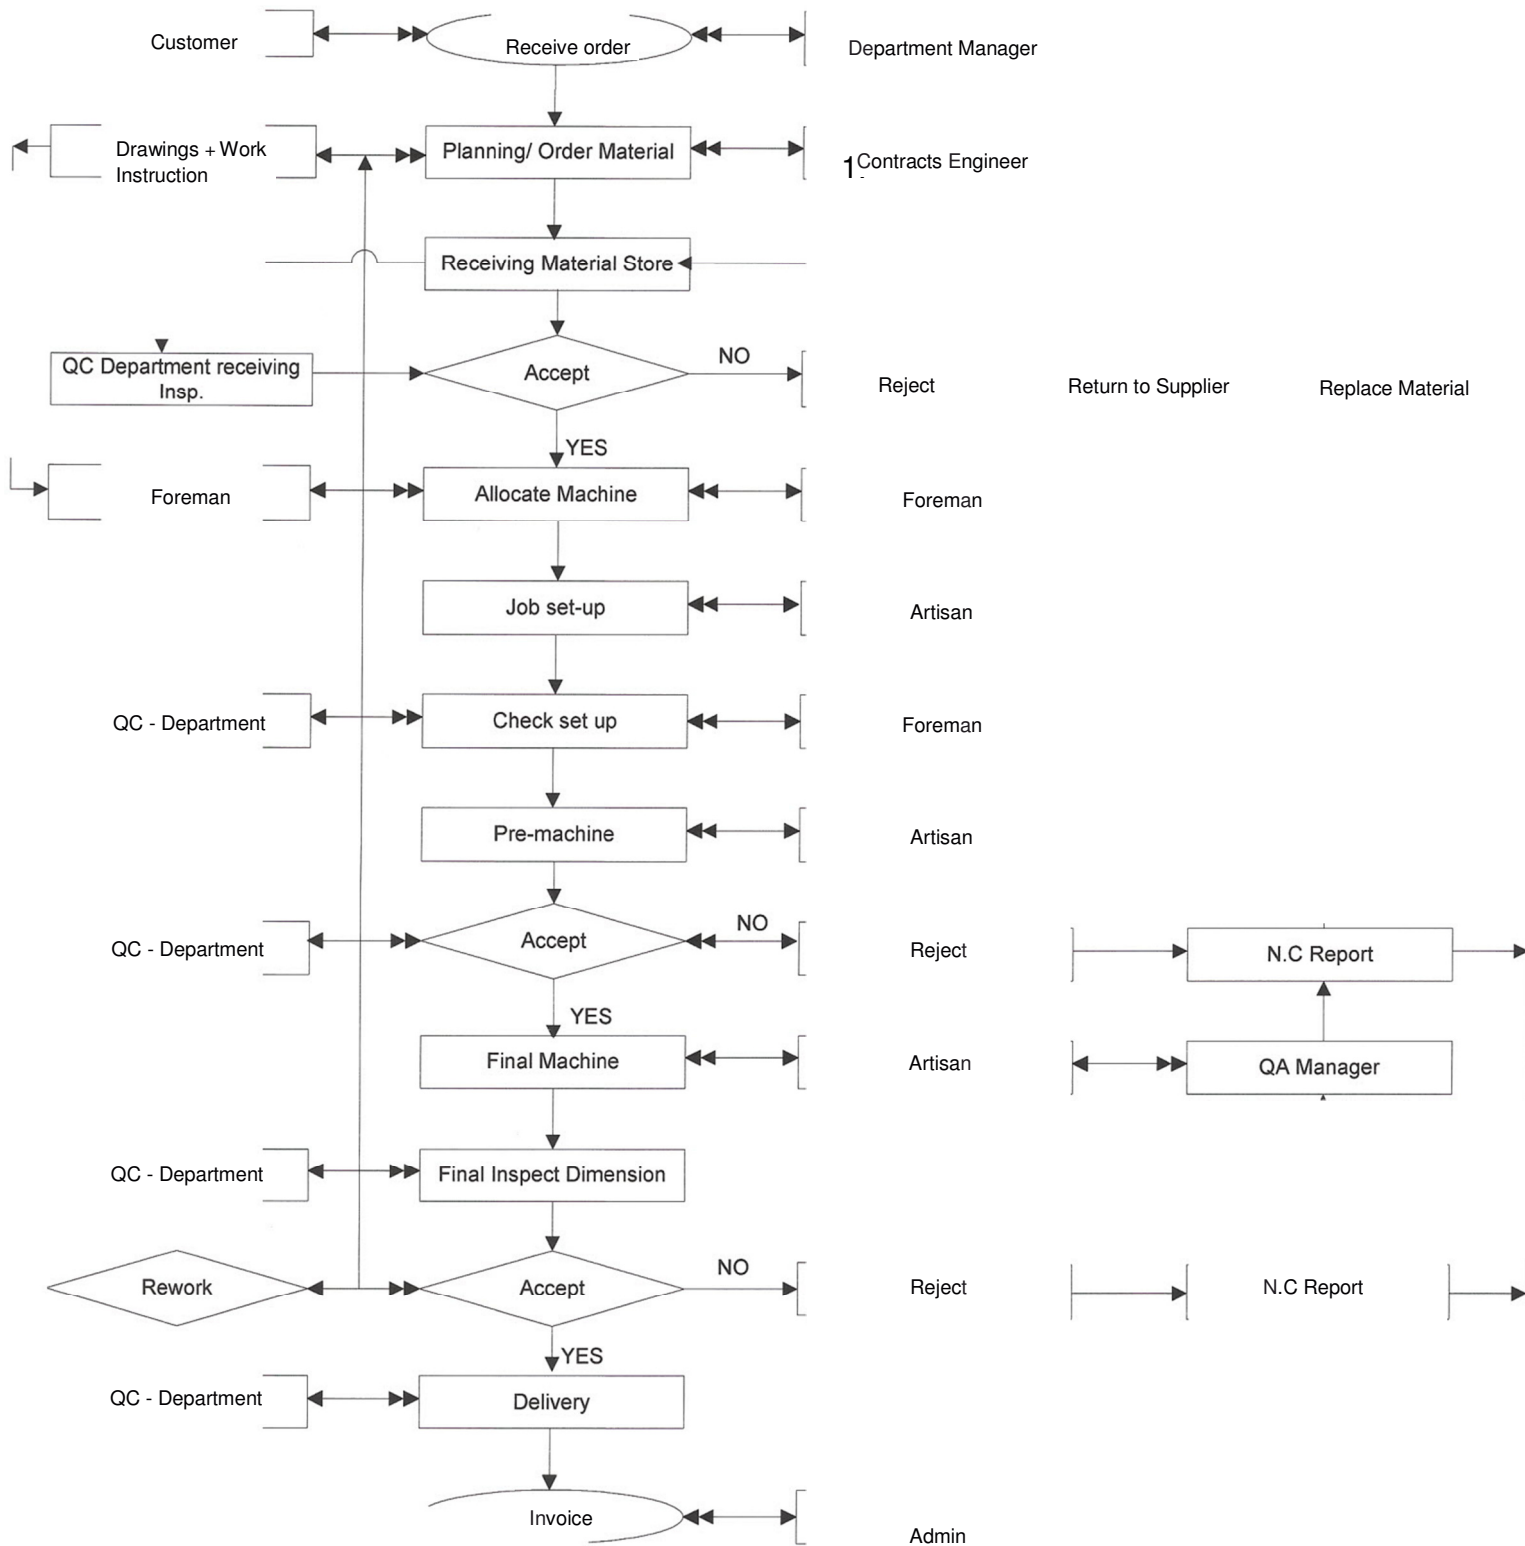 Customer
Receive order
Department Manager
Drawings + Work
Instruction
Planning/ Order Material
1
Contracts Engineer
Receiving Material Store
QC Department receiving
Insp.
Accept
NO
Reject
Return to Supplier
Replace Material
YES
Foreman
Allocate Machine
Foreman
Job set-up
Artisan
QC - Department
Check set up
Foreman
Pre-machine
Artisan
QC - Department
Accept
NO
Reject
N.C Report
YES
Final Machine
Artisan
QA Manager
QC - Department
Final Inspect Dimension
Rework
Accept
NO
Reject
N.C Report
YES
QC - Department
Delivery
Invoice
Admin